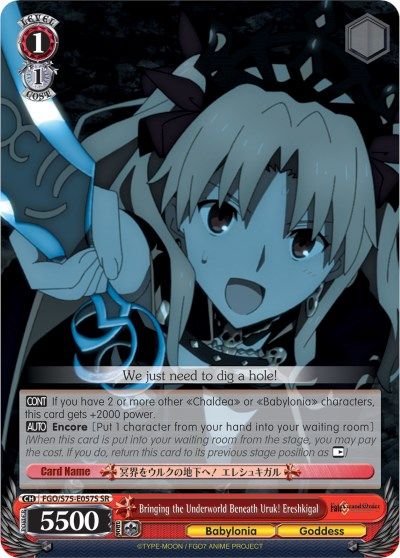 LEVEL
1
1
COST
We just need to dig a hole!
CONT If you have 2 or more other «Chaldea» or «Babylonia» characters,
this card gets +2000 power.
AUTO Encore [Put 1 character from your hand into your waiting room]
(When this card is put into your waiting room from the stage, you may pay
the cost. If you do, return this card to its previous stage position as
Card Name 冥界をウルクの地下へ! エレシュキガル
CH FGO/S75-E057S SR
Bringing the Underworld Beneath Uruk! Ereshkigal
Fate/Grand Order
POWER 5500
Babylonia Goddess
©TYPE-MOON / FGO7 ANIME PROJECT